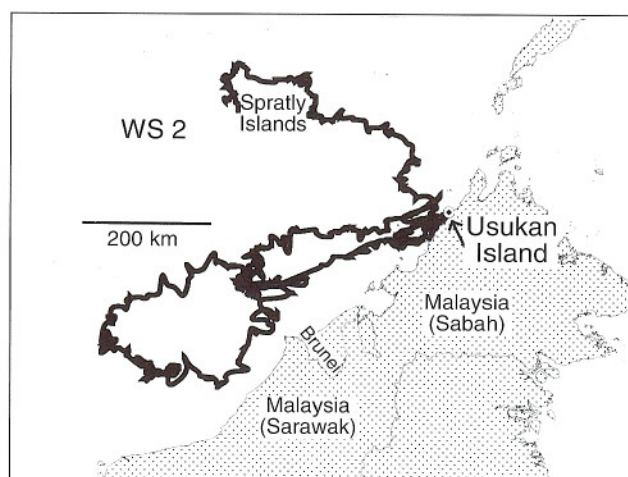 Spratly
Islands
WS 2
200 km
Usukan
Island
Malaysia
(Sabah)
Brunei
Malaysia
(Sarawak)